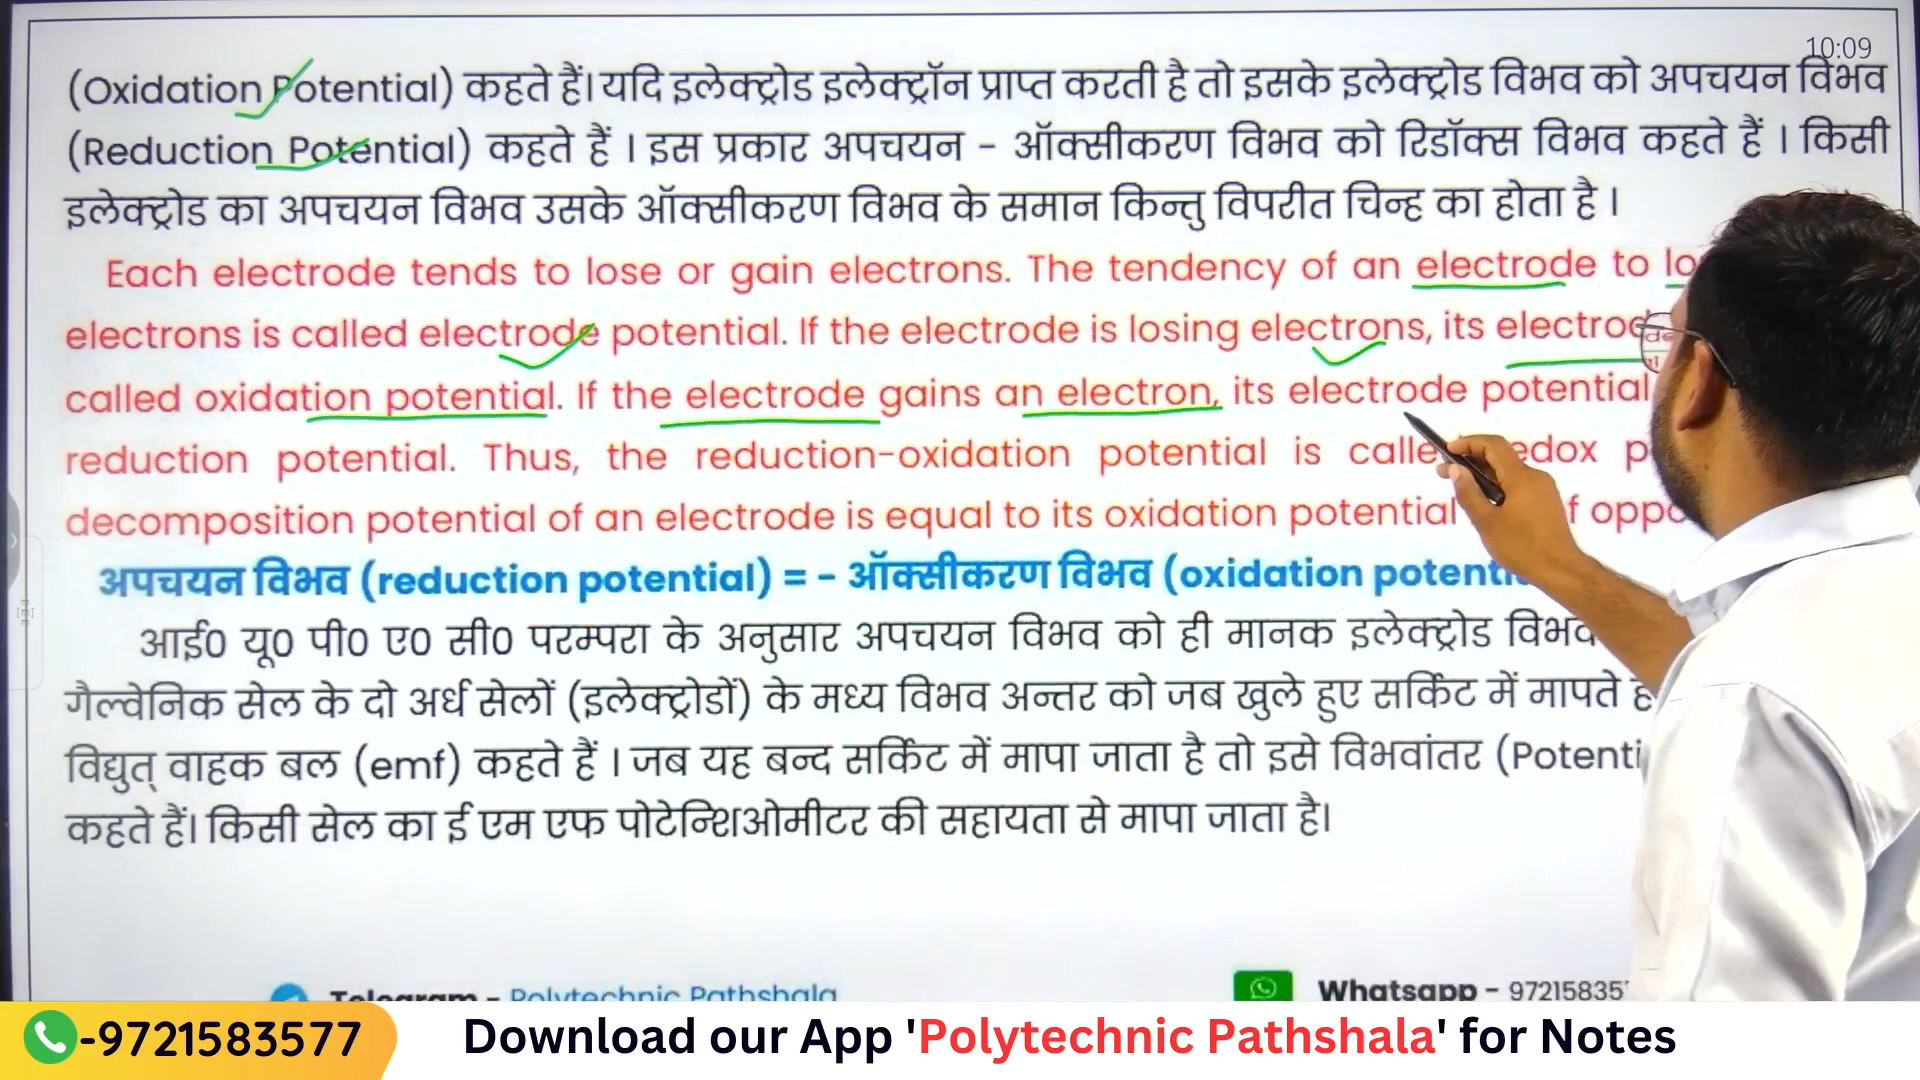 10:09
(Oxidation Potential) कहते हैं। यदि इलेक्ट्रोड इलेक्ट्रॉन प्राप्त करती है तो इसके इलेक्ट्रोड विभव को अपचयन विभव
(Reduction Potential) कहते हैं । इस प्रकार अपचयन - ऑक्सीकरण विभव को रिडॉक्स विभव कहते हैं । किसी
इलेक्ट्रोड का अपचयन विभव उसके ऑक्सीकरण विभव के समान किन्तु विपरीत चिन्ह का होता है ।
Each electrode tends to lose or gain electrons. The tendency of an electrode to
electrons is called electrode potential. If the electrode is losing electrons, its
called oxidation potential. If the electrode gains an electron, its electrode potential
reduction potential. Thus, the reduction-oxidation potential is
decomposition potential of an electrode is equal to its oxidation potential
अपचयन विभव (reduction potential) = - ऑक्सीकरण विभव (oxidation
आई0 यू0 पी0 ए0 सी0 परम्परा के अनुसार अपचयन विभव को ही मानक इलेक्ट्रोड
गैल्वेनिक सेल के दो अर्ध सेलों (इलेक्ट्रोडों) के मध्य विभव अन्तर को जब खुले हुए सर्किट में मापते
विद्युत् वाहक बल (emf) कहते हैं । जब यह बन्द सर्किट में मापा जाता है तो इसे विभवांतर
कहते हैं। किसी सेल का ई एम एफ पोटेन्शिओमीटर की सहायता से मापा जाता है।
Telegram - Polytechnic Pathshala
Whatsapp - 97215835
-9721583577
Download our App 'Polytechnic Pathshala' for Notes